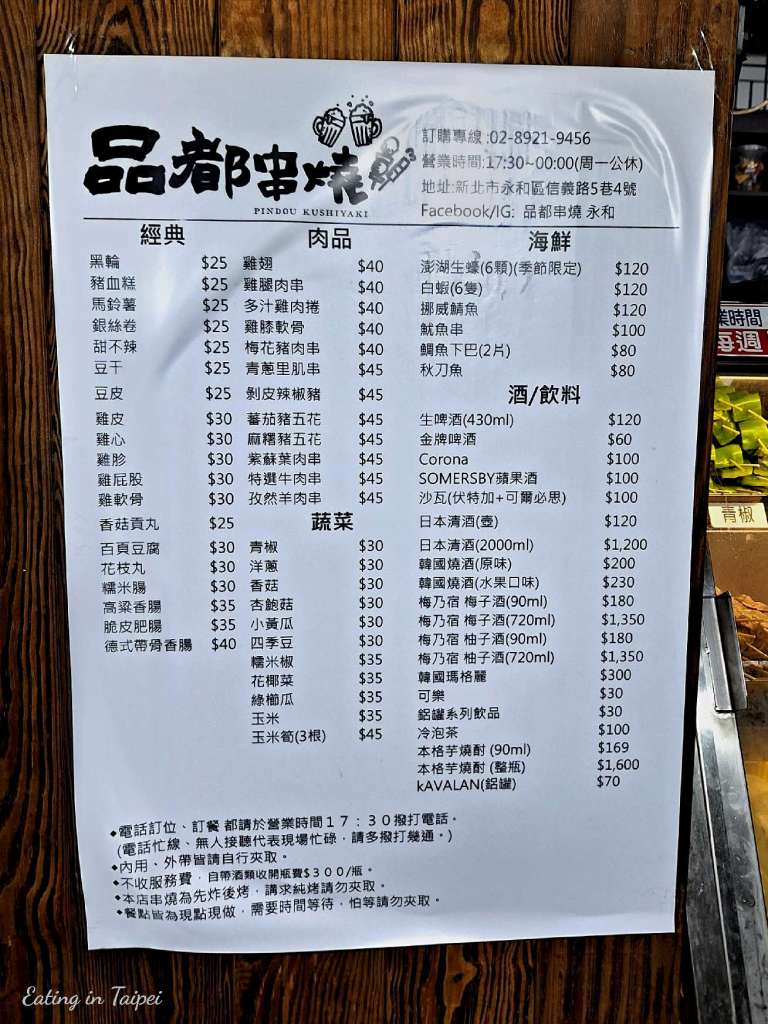 品都串燒
PINDOU KUSHIYAKI
訂購專線:02-8921-9456
營業時間:17:30~00:00(周一公休)
地址:新北市永和區信義路5巷4號
Facebook/IG: 品都串燒 永和
經典
黑輪 $25
豬血糕 $25
馬鈴薯 $25
銀絲卷 $25
甜不辣 $25
豆干 $25
豆皮 $25
雞皮 $30
雞心 $30
雞胗 $30
雞屁股 $30
雞軟骨 $30
香菇貢丸 $25
百頁豆腐 $30
花枝丸 $30
糯米腸 $30
高粱香腸 $35
脆皮肥腸 $35
德式帶骨香腸 $40
肉品
雞翅 $40
雞腿肉串 $40
多汁雞肉捲 $40
雞膝軟骨 $40
梅花豬肉串 $40
青蔥里肌串 $45
剝皮辣椒豬 $45
蕃茄豬五花 $45
麻糬豬五花 $45
紫蘇葉肉串 $45
特選牛肉串 $45
孜然羊肉串 $45
蔬菜
青椒 $30
洋蔥 $30
香菇 $30
杏鮑菇 $30
小黃瓜 $30
四季豆 $30
糯米椒 $35
花椰菜 $35
綠櫛瓜 $35
玉米 $35
玉米筍(3根) $45
海鮮
澎湖生蠔(6顆)(季節限定) $120
白蝦(6隻) $120
挪威鯖魚 $120
魷魚串 $100
鯛魚下巴(2片) $80
秋刀魚 $80
酒/飲料
生啤酒(430ml) $120
金牌啤酒 $60
Corona $100
SOMERSBY蘋果酒 $100
沙瓦(伏特加+可爾必思) $100
日本清酒(壺) $120
日本清酒(2000ml) $1,200
韓國燒酒(原味) $200
韓國燒酒(水果口味) $230
梅乃宿 梅子酒(90ml) $180
梅乃宿 梅子酒(720ml) $1,350
梅乃宿 柚子酒(90ml) $180
梅乃宿 柚子酒(720ml) $1,350
韓國瑪格麗 $300
可樂 $30
鋁罐系列飲品 $30
冷泡茶 $100
本格芋燒酎 (90ml) $169
本格芋燒酎 (整瓶) $1,600
kAVALAN(鋁罐) $70
◆電話訂位、訂餐 都請於營業時間17：30撥打電話。
(電話忙線、無人接聽代表現場忙碌，請多撥打幾通。)
◆內用、外帶皆請自行夾取。
◆不收服務費，自帶酒類收開瓶費$300/瓶。
◆本店串燒為先炸後烤，講求純烤請勿夾取。
◆餐點皆為現點現做，需要時間等待，怕等請勿夾取。
業時間
每週
青椒
Eating in Taipei